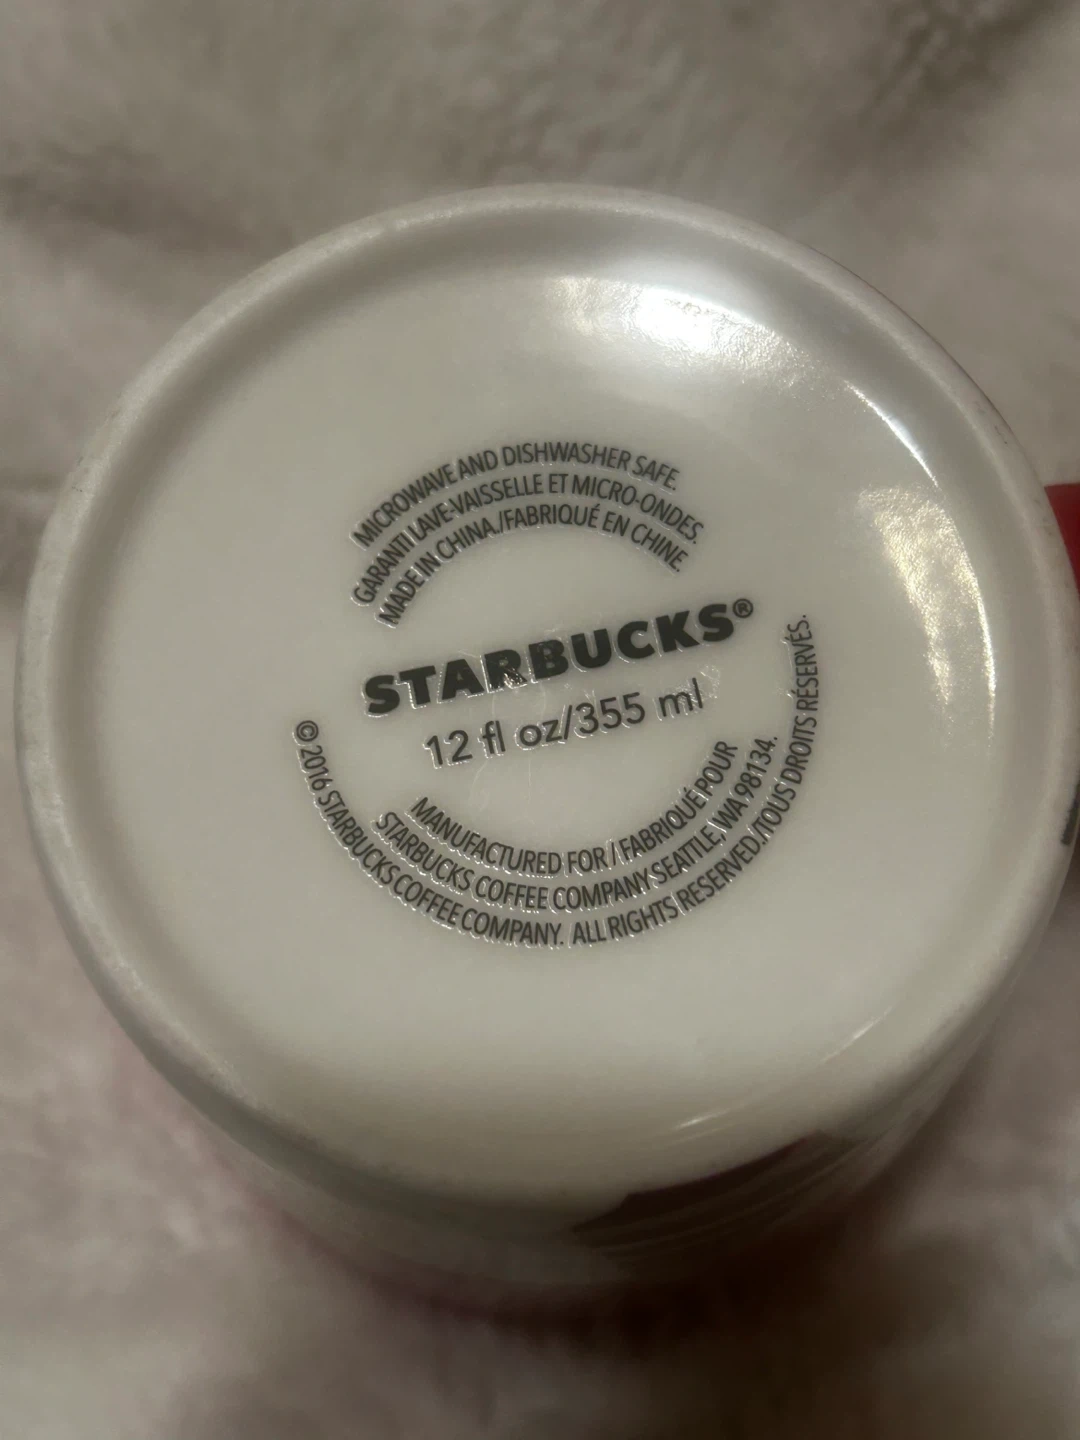 MICROWAVE AND DISHWASHER SAFE.
GARANTI LAVE-VAISSELLE ET MICRO-ONDES.
MADE IN CHINA./FABRIQUÉ EN CHINE.
STARBUCKS®
12 fl oz/355 ml
MANUFACTURED FOR / FABRIQUÉ POUR
STARBUCKS COFFEE COMPANY SEATTLE, WA 98134.
©2016 STARBUCKS COFFEE COMPANY. ALL RIGHTS RESERVED./TOUS DROITS RÉSERVÉS.